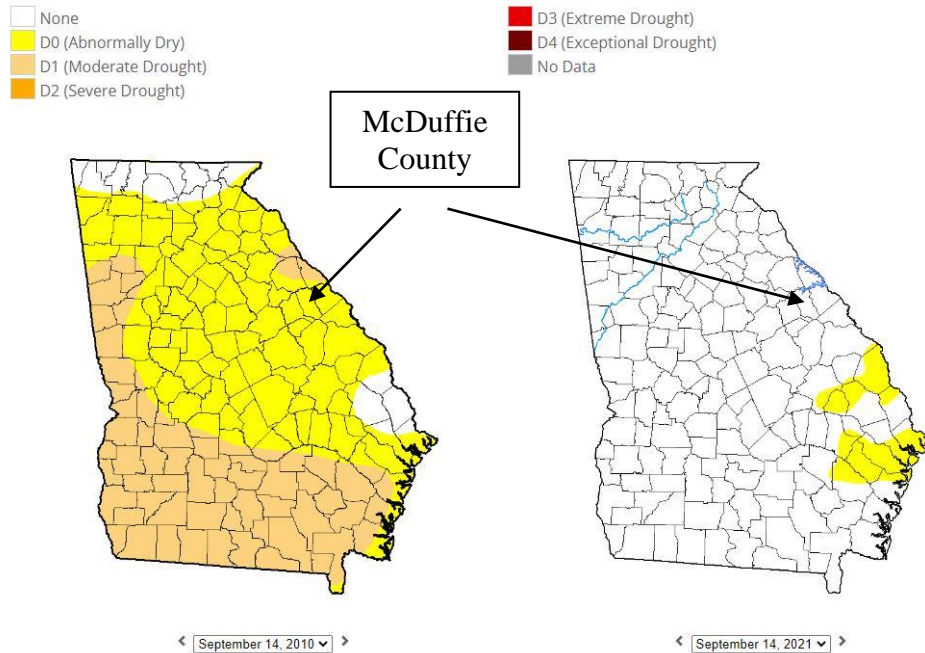 None
D0 (Abnormally Dry)
D1 (Moderate Drought)
D2 (Severe Drought)
D3 (Extreme Drought)
D4 (Exceptional Drought)
No Data
McDuffie
County
< September 14, 2010 >
< September 14, 2021 >